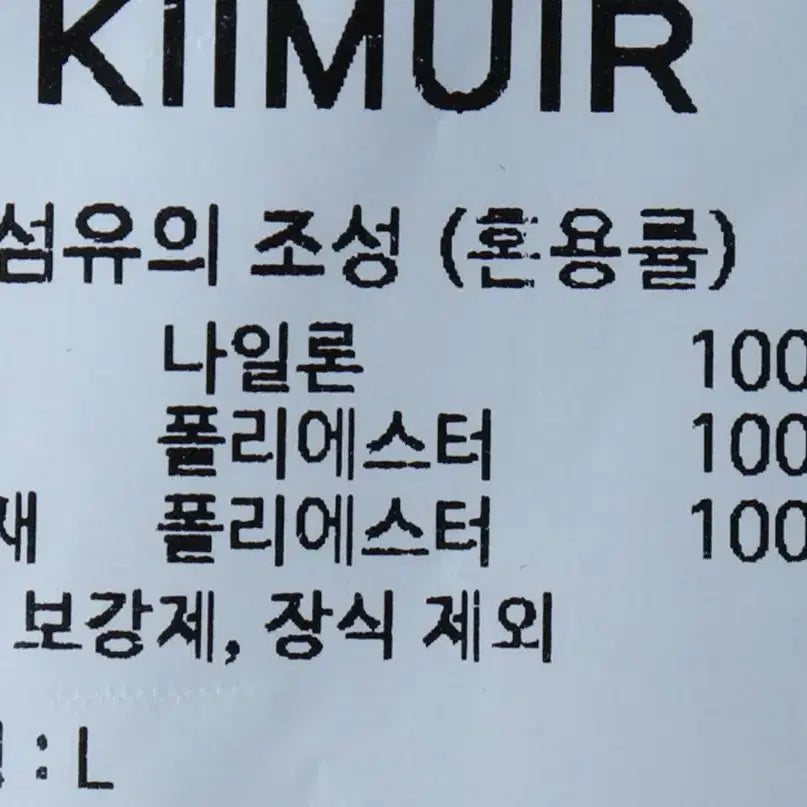 KIIMUIR
섬유의 조성 (혼용률)
나일론 100
폴리에스터 100
재 폴리에스터 100
보강제, 장식 제외
: L